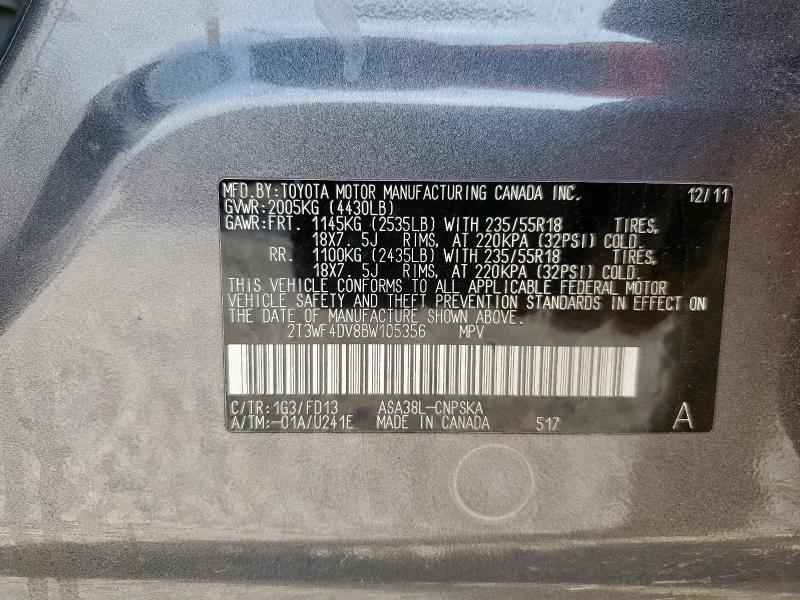 MFD.BY:TOYOTA MOTOR MANUFACTURING CANADA INC. 12/11
GVWR:2005KG (4430LB)
GAWR:FRT. 1145KG (2535LB) WITH 235/55R18 TIRES,
18X7.5J RIMS, AT 220KPA (32PSI) COLD.
RR. 1100KG (2435LB) WITH 235/55R18 TIRES,
18X7.5J RIMS, AT 220KPA (32PSI) COLD.
THIS VEHICLE CONFORMS TO ALL APPLICABLE FEDERAL MOTOR
VEHICLE SAFETY AND THEFT PREVENTION STANDARDS IN EFFECT ON
THE DATE OF MANUFACTURE SHOWN ABOVE.
2T3WF4DV8BW105356 MPV
C/TR:1G3/FD13 ASA38L-CNPSKA
A/TM:-01A/U241E MADE IN CANADA 517 A